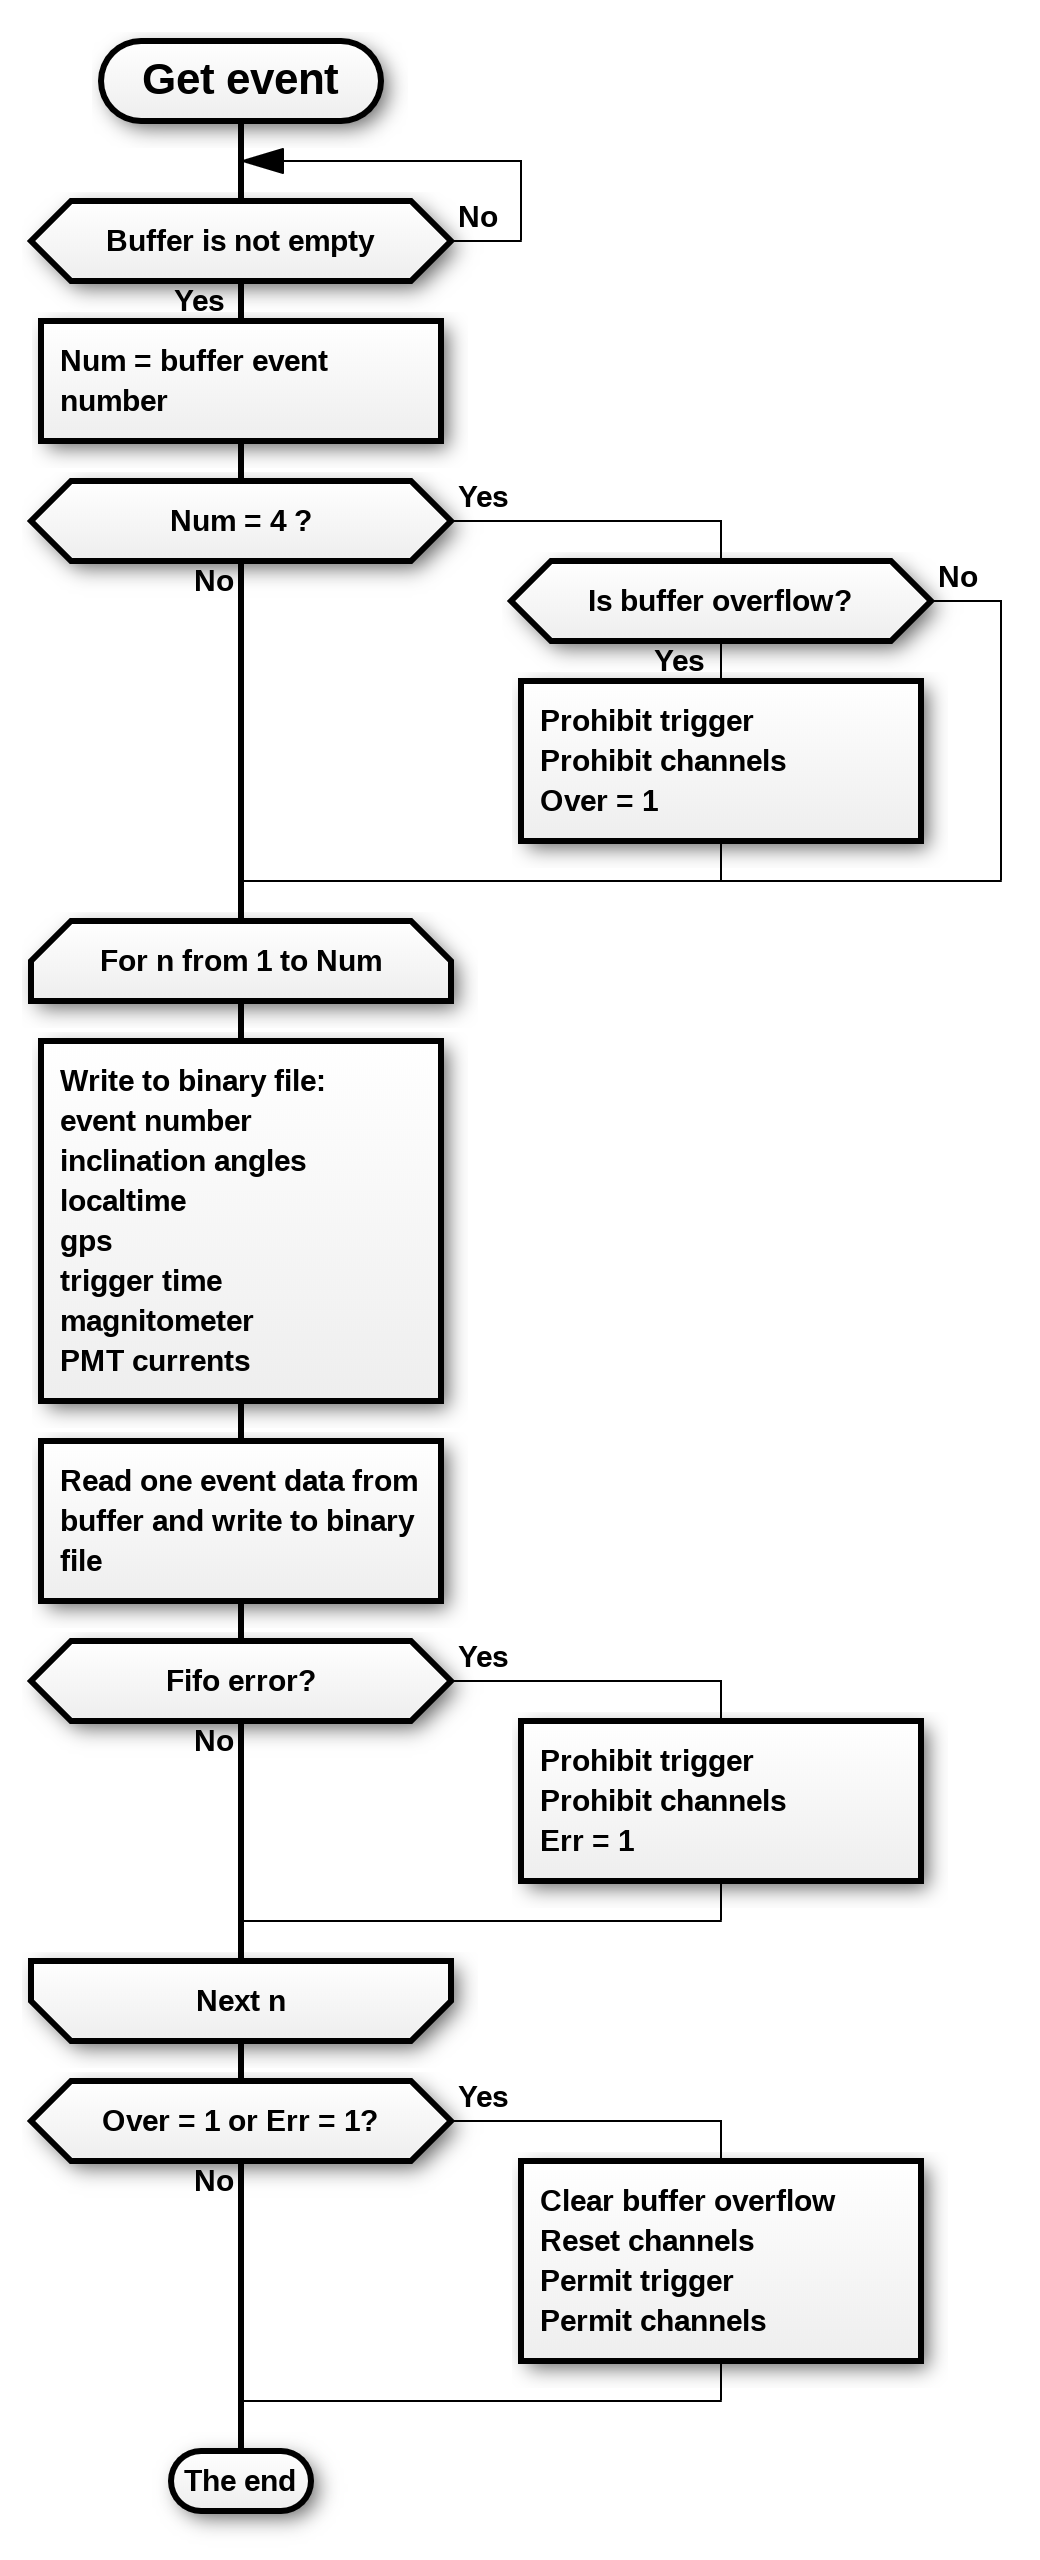 Get event
No
Buffer is not empty
Yes
Num = buffer event
number
Yes
Num = 4 ?
No
No
Is buffer overflow?
Yes
Prohibit trigger
Prohibit channels
Over = 1
For n from 1 to Num
Write to binary file:
event number
inclination angles
localtime
gps
trigger time
magnitometer
PMT currents
Read one event data from
buffer and write to binary
file
Yes
Fifo error?
No
Prohibit trigger
Prohibit channels
Err = 1
Next n
Yes
Over = 1 or Err = 1?
No
Clear buffer overflow
Reset channels
Permit trigger
Permit channels
The end